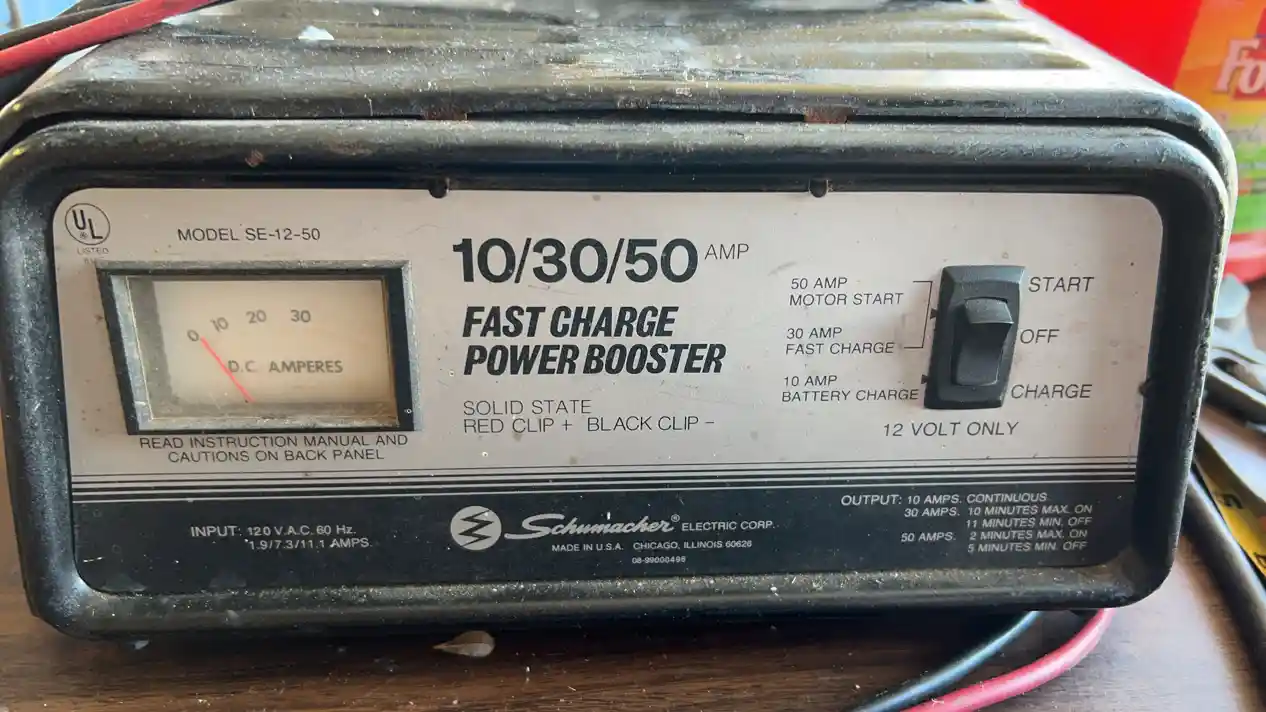 UL
LISTED
MODEL SE-12-50
0 10 20 30
D.C. AMPERES
READ INSTRUCTION MANUAL AND
CAUTIONS ON BACK PANEL
10/30/50 AMP
FAST CHARGE
POWER BOOSTER
SOLID STATE
RED CLIP + BLACK CLIP -
50 AMP
MOTOR START
30 AMP
FAST CHARGE
10 AMP
BATTERY CHARGE
START
OFF
CHARGE
12 VOLT ONLY
INPUT: 120 V.A.C. 60 Hz.
1.9/7.3/11.1 AMPS.
Schumacher® ELECTRIC CORP.
MADE IN U.S.A. CHICAGO, ILLINOIS 60626
08-99000496
OUTPUT: 10 AMPS. CONTINUOUS
30 AMPS. 10 MINUTES MAX. ON
11 MINUTES MIN. OFF
50 AMPS. 2 MINUTES MAX. ON
5 MINUTES MIN. OFF
Fo